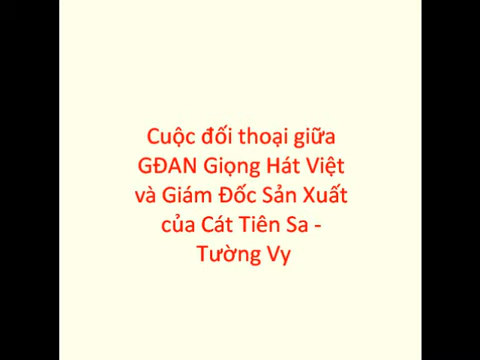 Cuộc đối thoại giữa
GĐAN Giọng Hát Việt
và Giám Đốc Sản Xuất
của Cát Tiên Sa -
Tường Vy